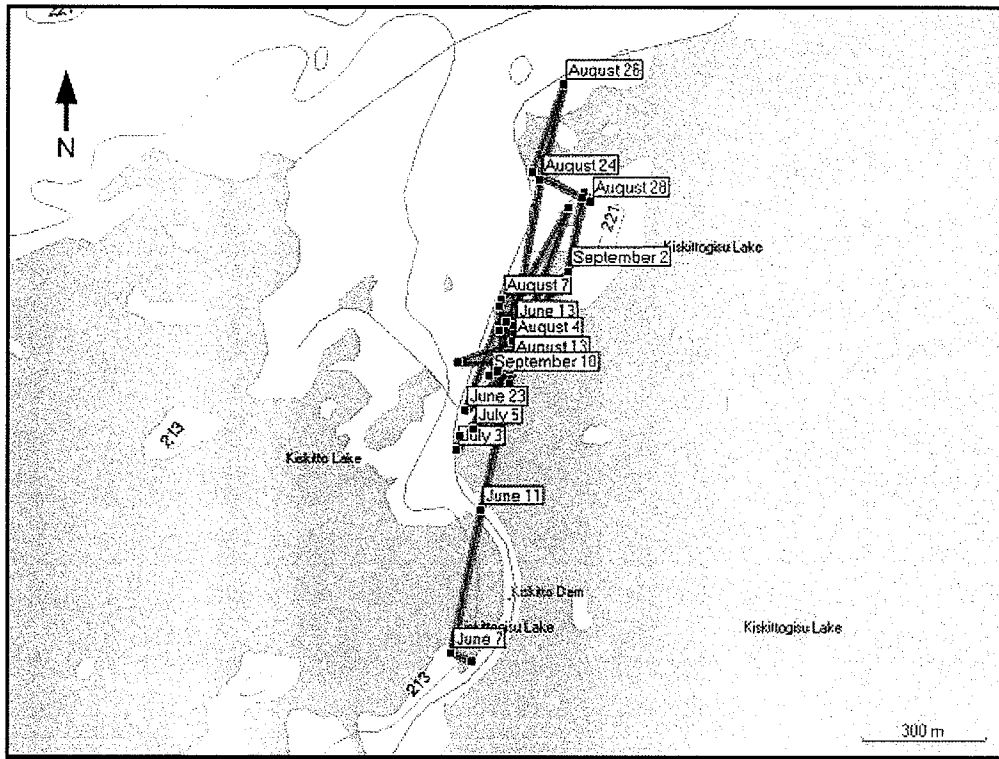 August 26
N
August 24
August 28
221
Kiskittogisu Lake
September 2
August 7
June 13
August 4
August 13
September 10
June 23
July 5
July 3
213
Kiskitto Lake
June 11
Kiskitto Dam
Lake
Kiskittogisu Lake
June 7
213
300 m